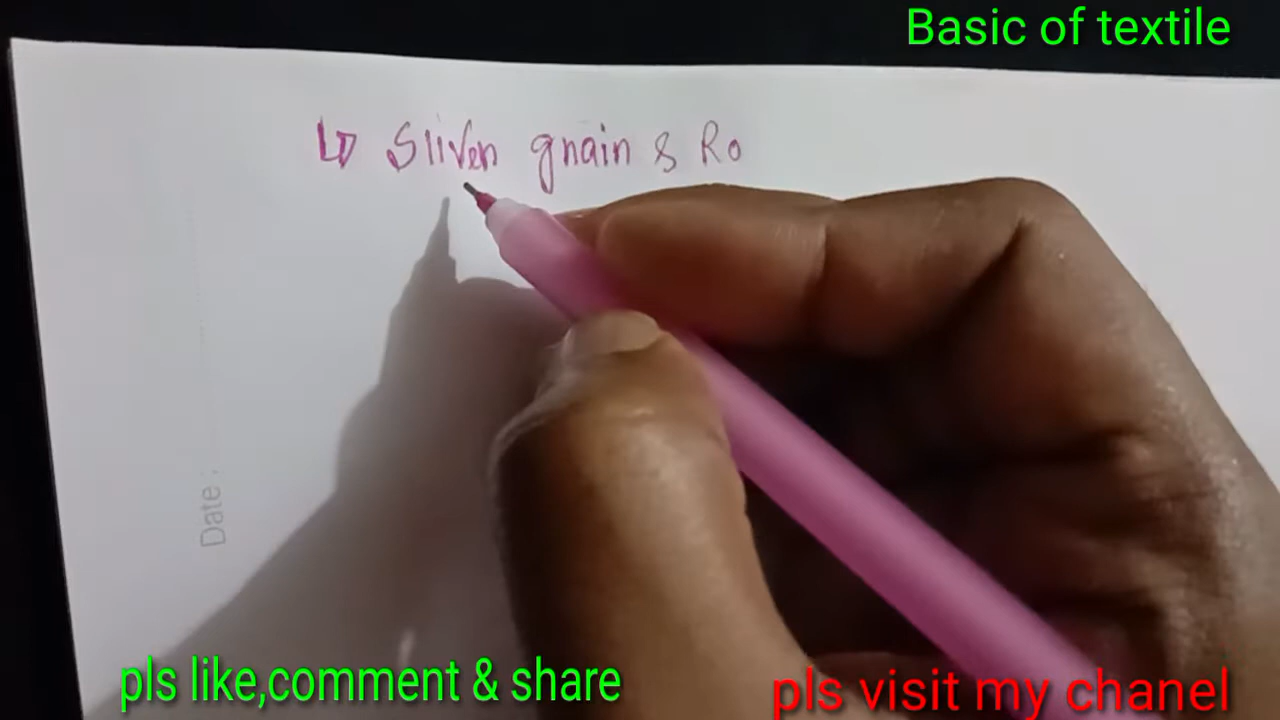 Basic of textile
Sliver grain & Ro
Date :
pls like,comment & share
pls visit my chanel